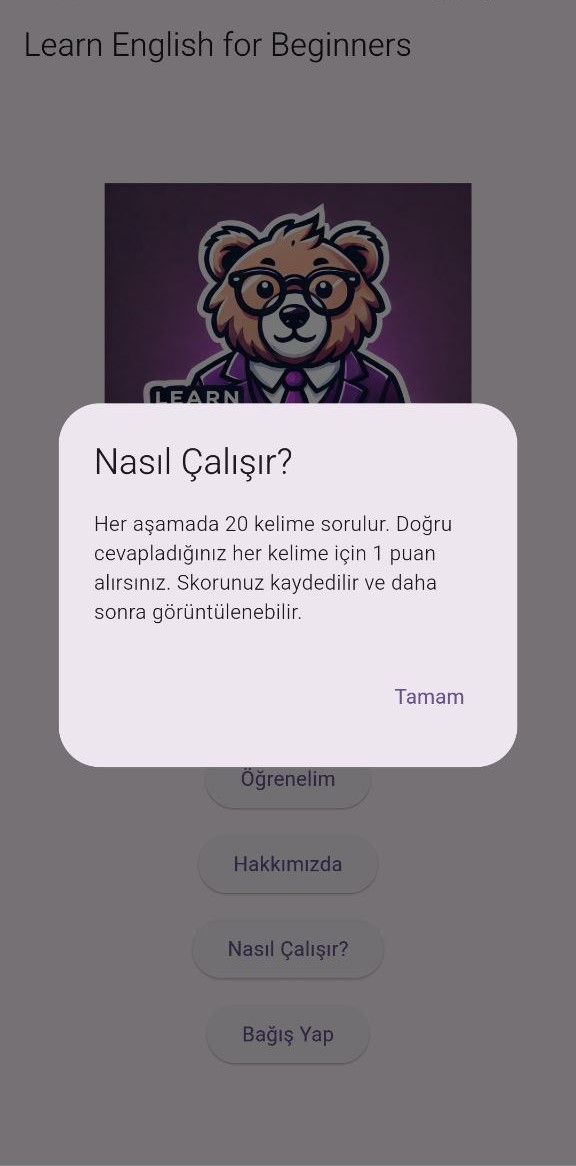 Learn English for Beginners
LEARN
Nasıl Çalışır?
Her aşamada 20 kelime sorulur. Doğru
cevapladığınız her kelime için 1 puan
alırsınız. Skorunuz kaydedilir ve daha
sonra görüntülenebilir.
Tamam
Öğrenelim
Hakkımızda
Nasıl Çalışır?
Bağış Yap